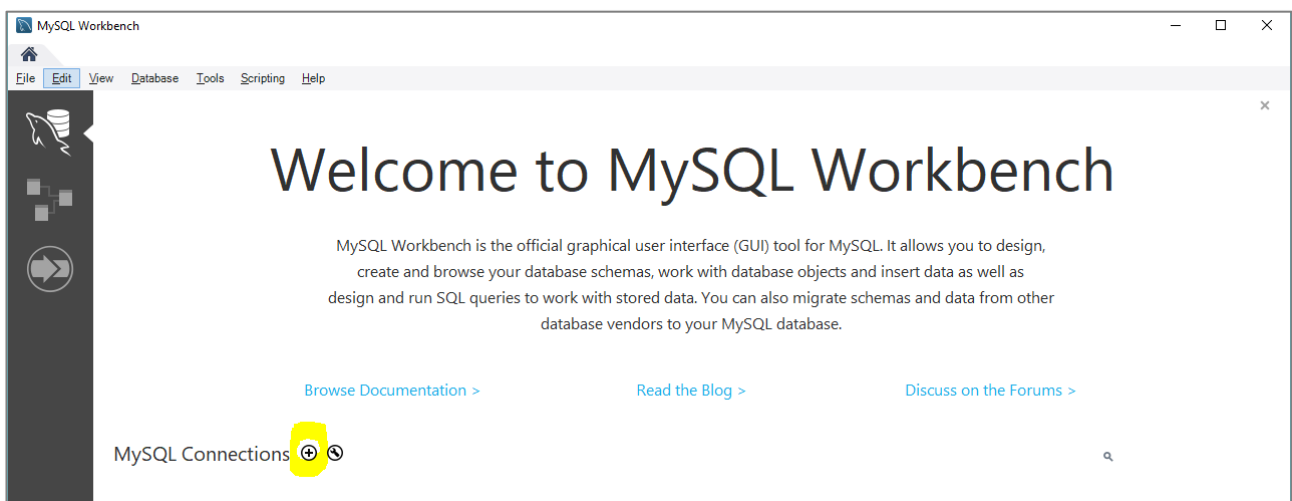 MySQL Workbench
File Edit View Database Tools Scripting Help
Welcome to MySQL Workbench
MySQL Workbench is the official graphical user interface (GUI) tool for MySQL. It allows you to design,
create and browse your database schemas, work with database objects and insert data as well as
design and run SQL queries to work with stored data. You can also migrate schemas and data from other
database vendors to your MySQL database.
Browse Documentation > Read the Blog > Discuss on the Forums >
MySQL Connections